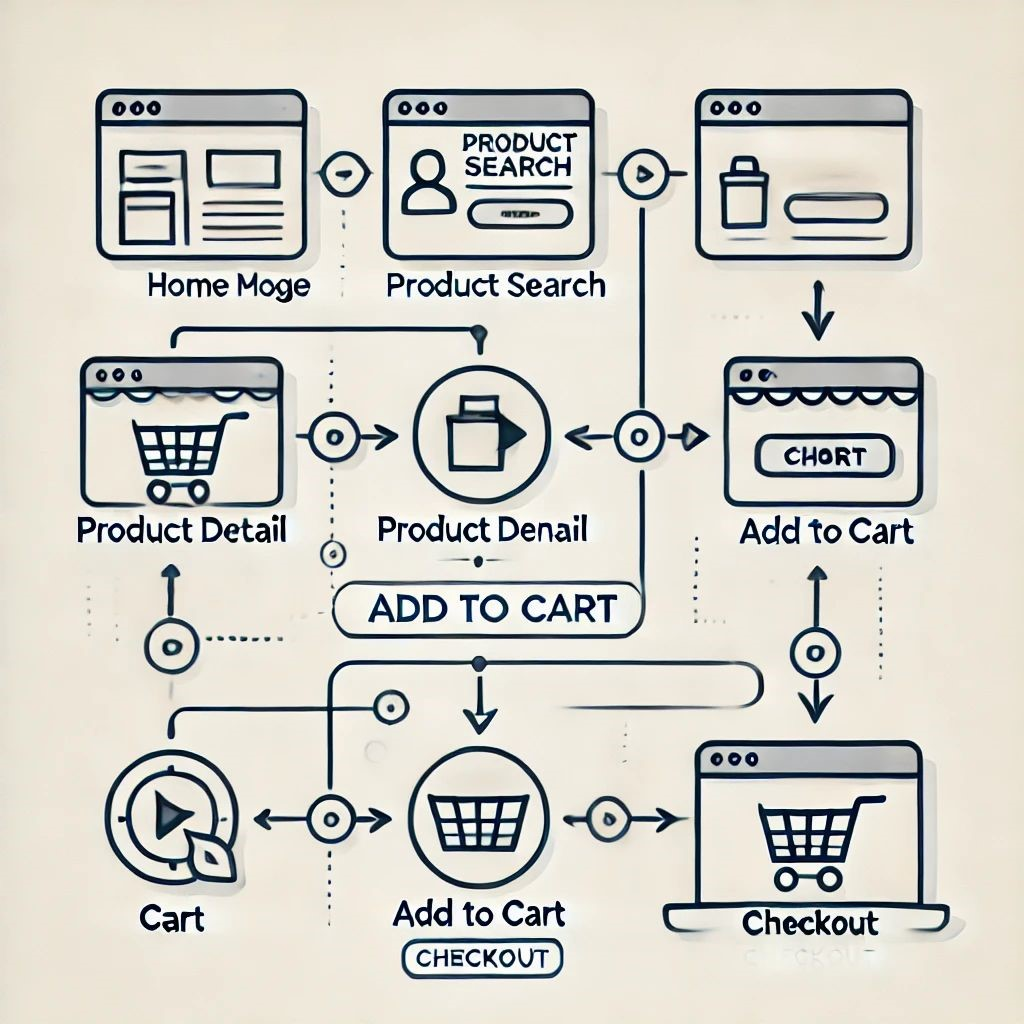 PRODUCT
SEARCH
Home Moge
Product Search
CHORT
Product Detail
Product Denail
Add to Cart
ADD TO CART
Cart
Add to Cart
CHECKOUT
Checkout